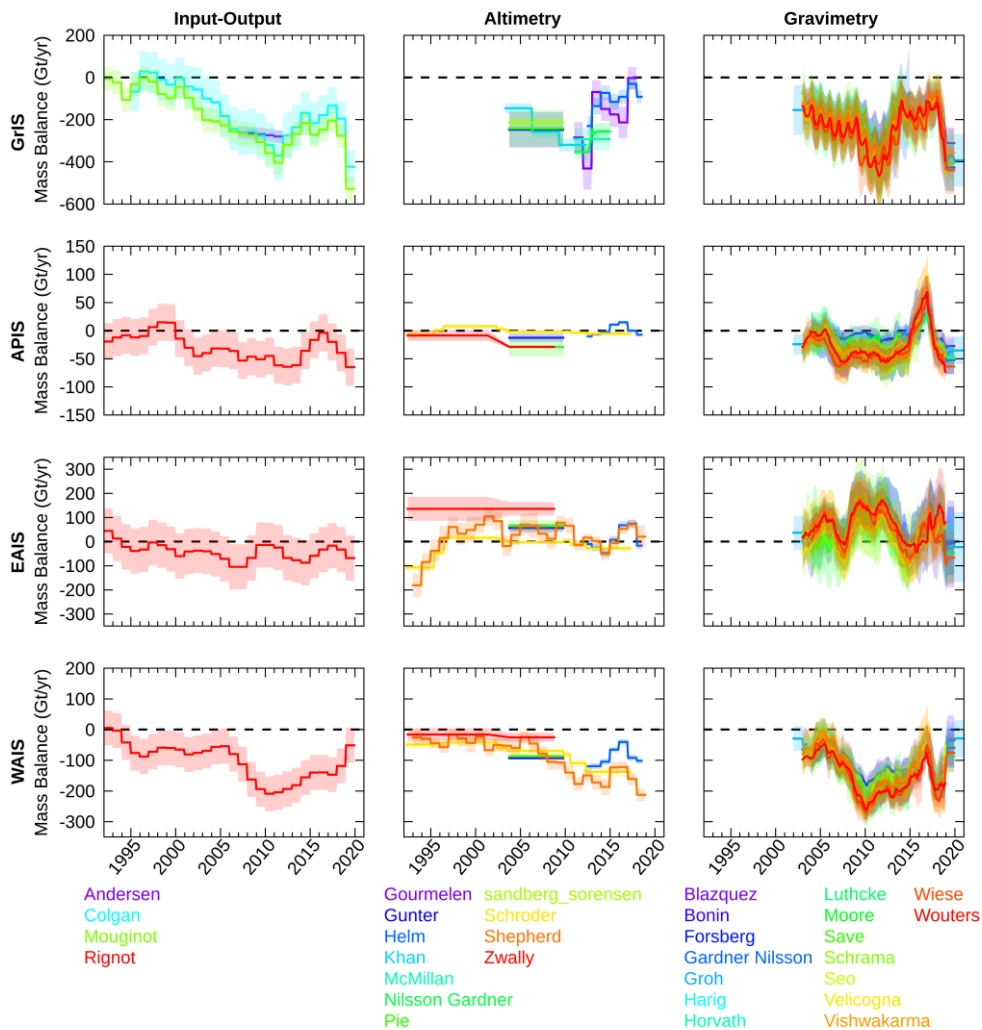 Input-Output Altimetry Gravimetry
GrIS
Mass Balance (Gt/yr)
200
0
-200
-400
-600
APIS
Mass Balance (Gt/yr)
150
100
50
0
-50
-100
-150
EAIS
Mass Balance (Gt/yr)
300
200
100
0
-100
-200
-300
WAIS
Mass Balance (Gt/yr)
200
100
0
-100
-200
-300
1995 2000 2005 2010 2015 2020 1995 2000 2005 2010 2015 2020 1995 2000 2005 2010 2015 2020
Andersen
Colgan
Mouginot
Rignot
Gourmelen sandberg_sorensen
Gunter Schroder
Helm Shepherd
Khan Zwally
McMillan
Nilsson Gardner
Pie
Blazquez Luthcke Wiese
Bonin Moore Wouters
Forsberg Save
Gardner Nilsson Schrama
Groh Seo
Harig Velicogna
Horvath Vishwakarma